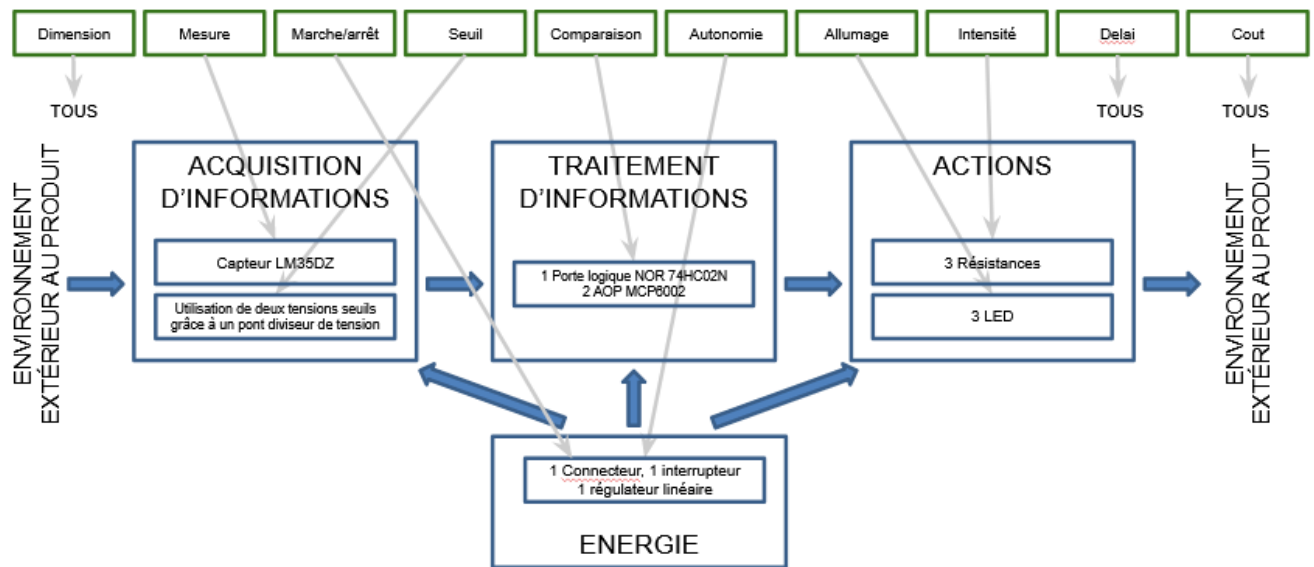 Dimension
Mesure
Marche/arrêt
Seuil
Comparaison
Autonomie
Allumage
Intensité
Delai
Cout
TOUS
TOUS
TOUS
ENVIRONNEMENT
EXTÉRIEUR AU PRODUIT
ACQUISITION
D'INFORMATIONS
Capteur LM35DZ
Utilisation de deux tensions seuils
grâce à un pont diviseur de tension
TRAITEMENT
D'INFORMATIONS
1 Porte logique NOR 74HC02N
2 AOP MCP6002
ACTIONS
3 Résistances
3 LED
ENVIRONNEMENT
EXTÉRIEUR AU PRODUIT
1 Connecteur, 1 interrupteur
1 régulateur linéaire
ENERGIE